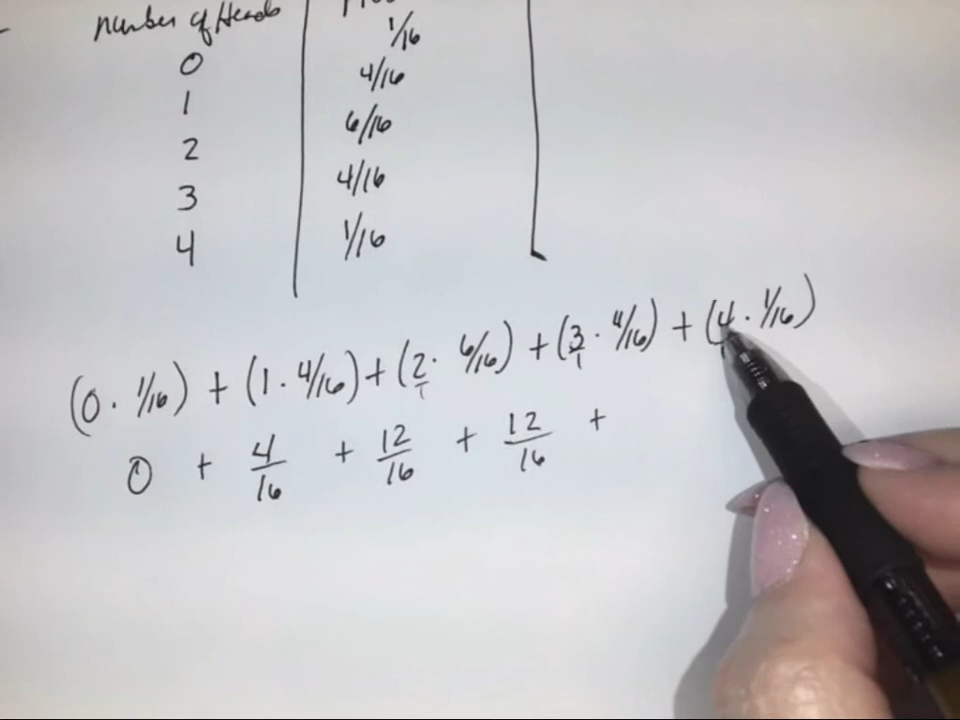 number of Heads
0 1/16
1 4/16
2 6/16
3 4/16
4 1/16
(0 · 1/16) + (1 · 4/16) + (2/1 · 6/16) + (3/1 · 4/16) + (4 · 1/16)
0 + 4/16 + 12/16 + 12/16 +